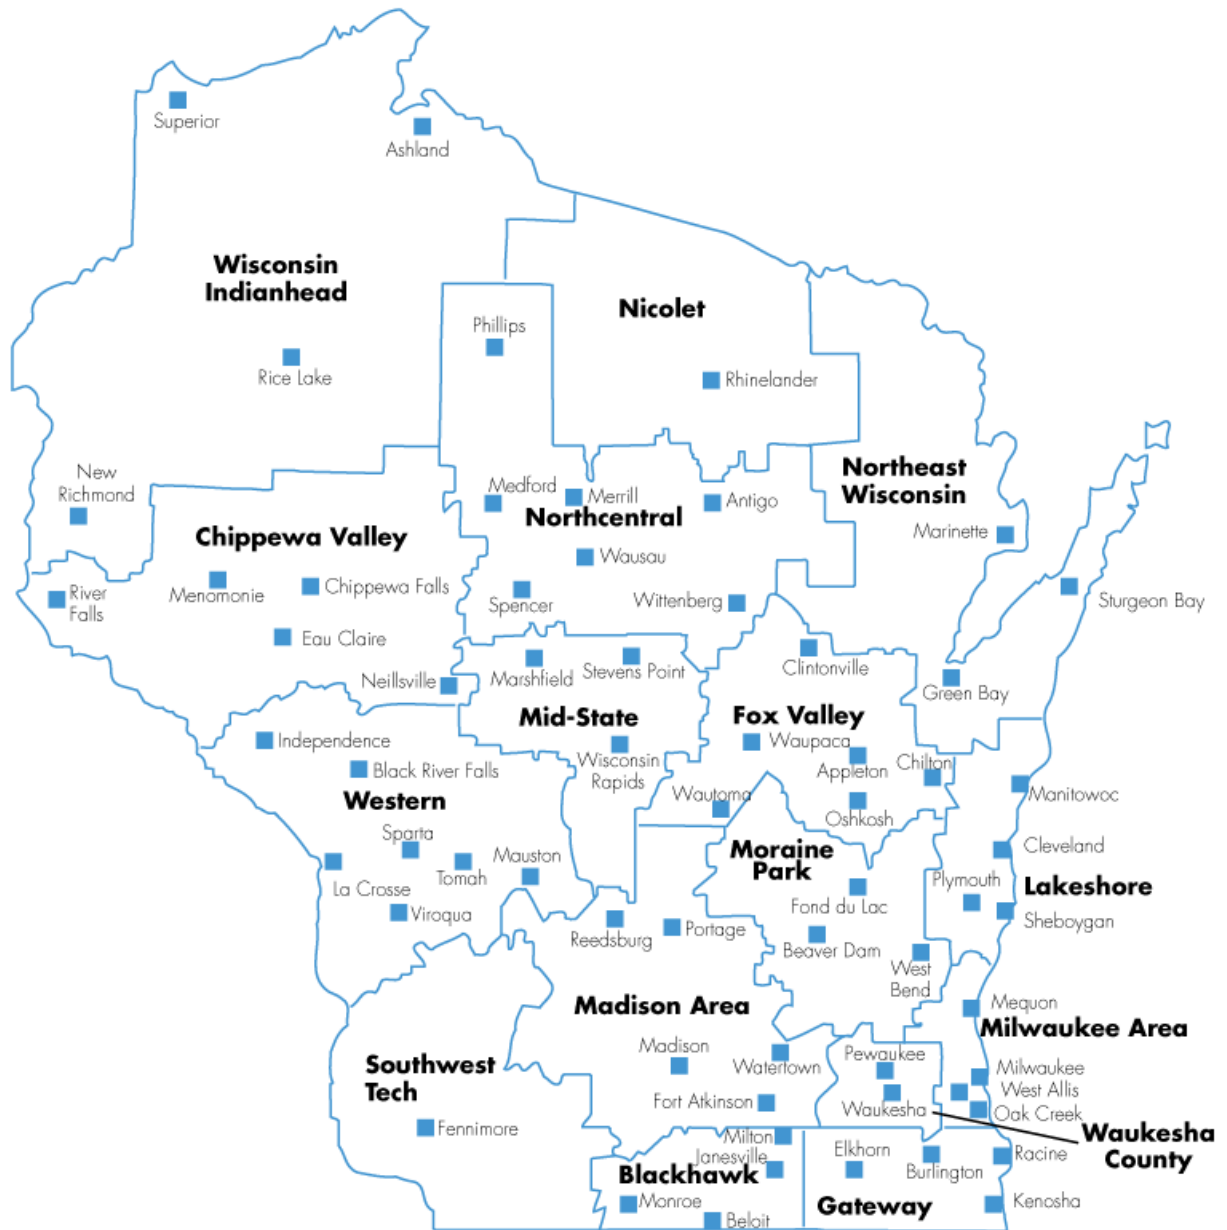 Superior
Ashland
Wisconsin
Indianhead
Nicolet
Phillips
Rice Lake
Rhinelander
New
Richmond
Northeast
Wisconsin
Medford
Merrill
Antigo
Northcentral
Chippewa Valley
Marinette
Wausau
Menomonie
Chippewa Falls
River
Falls
Spencer
Wittenberg
Sturgeon Bay
Eau Claire
Clintonville
Neillsville
Marshfield
Stevens Point
Green Bay
Mid-State
Fox Valley
Independence
Waupaca
Wisconsin
Rapids
Black River Falls
Appleton
Chilton
Western
Wautoma
Manitowoc
Oshkosh
Sparta
Moraine
Park
Cleveland
Mauston
Tomah
La Crosse
Plymouth
Lakeshore
Viroqua
Fond du Lac
Sheboygan
Reedsburg
Portage
Beaver Dam
West
Bend
Madison Area
Mequon
Milwaukee Area
Madison
Watertown
Pewaukee
Southwest
Tech
Milwaukee
West Allis
Fort Atkinson
Waukesha
Oak Creek
Fennimore
Milton
Waukesha
County
Janesville
Elkhorn
Burlington
Racine
Blackhawk
Monroe
Gateway
Kenosha
Beloit